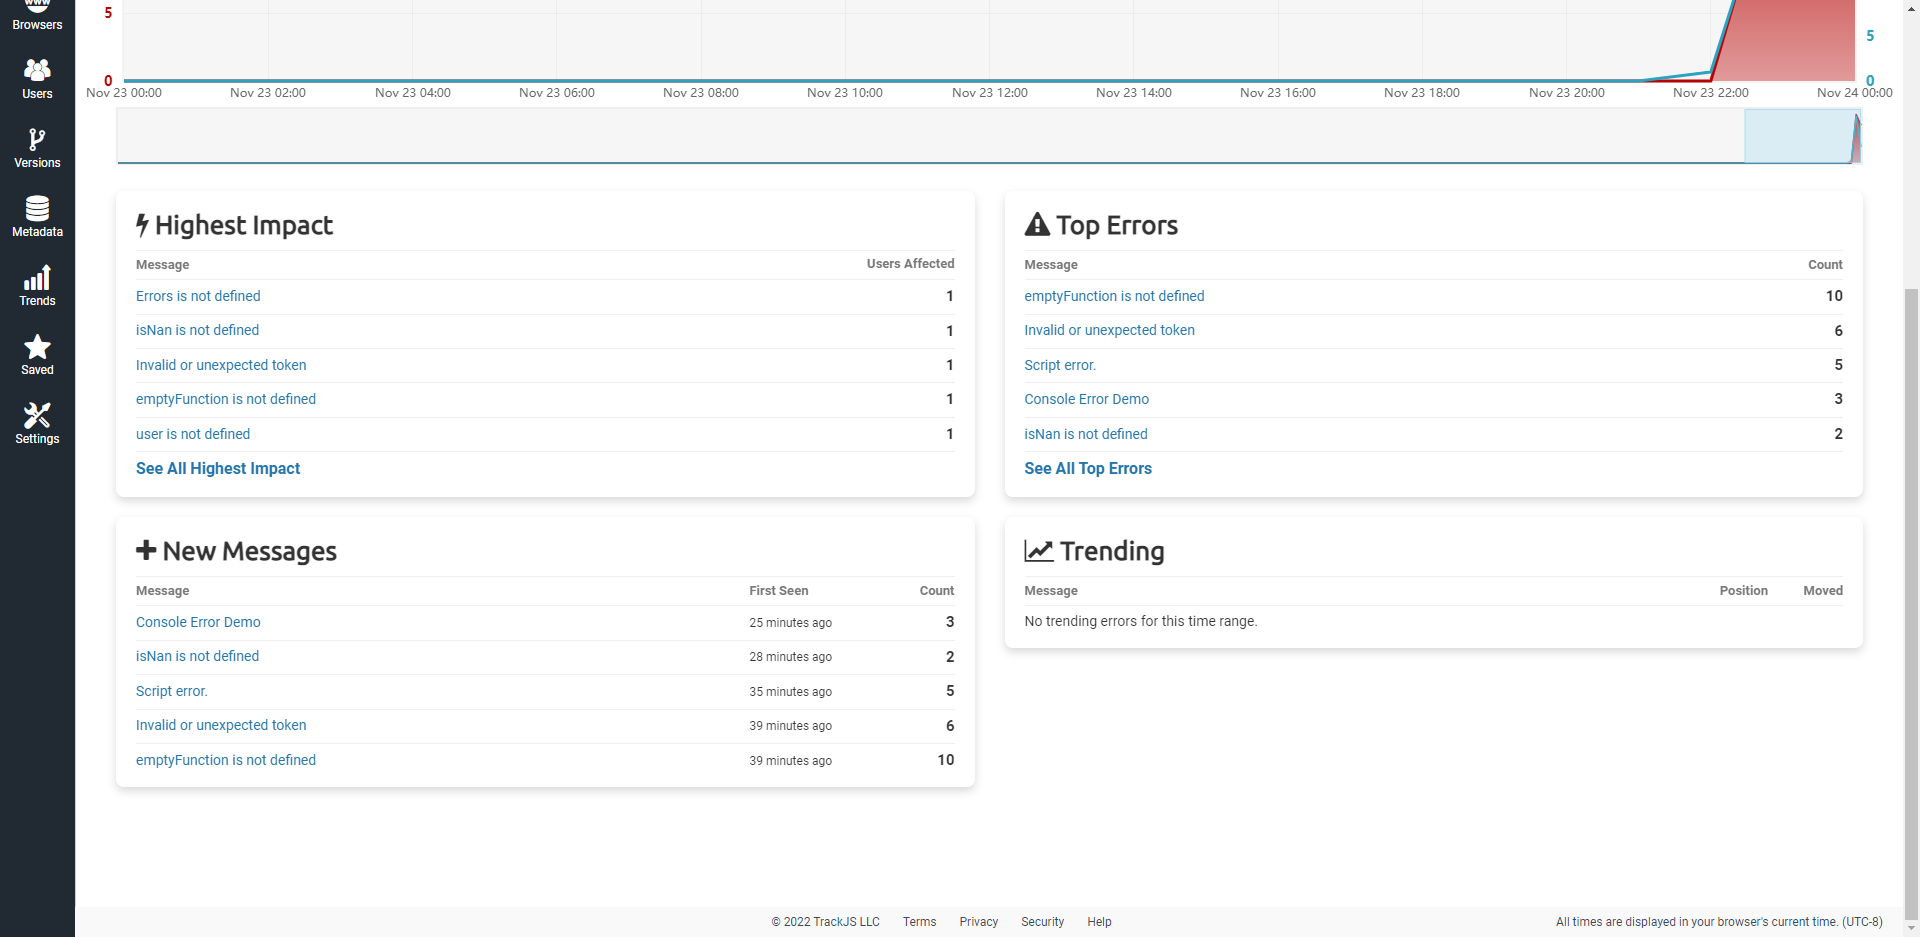 Browsers
Users
Versions
Metadata
Trends
Saved
Settings
5
0
5
0
Nov 23 00:00 Nov 23 02:00 Nov 23 04:00 Nov 23 06:00 Nov 23 08:00 Nov 23 10:00 Nov 23 12:00 Nov 23 14:00 Nov 23 16:00 Nov 23 18:00 Nov 23 20:00 Nov 23 22:00 Nov 24 00:00
Highest Impact
Message Users Affected
Errors is not defined 1
isNan is not defined 1
Invalid or unexpected token 1
emptyFunction is not defined 1
user is not defined 1
See All Highest Impact
Top Errors
Message Count
emptyFunction is not defined 10
Invalid or unexpected token 6
Script error. 5
Console Error Demo 3
isNan is not defined 2
See All Top Errors
New Messages
Message First Seen Count
Console Error Demo 25 minutes ago 3
isNan is not defined 28 minutes ago 2
Script error. 35 minutes ago 5
Invalid or unexpected token 39 minutes ago 6
emptyFunction is not defined 39 minutes ago 10
Trending
Message Position Moved
No trending errors for this time range.
© 2022 TrackJS LLC Terms Privacy Security Help
All times are displayed in your browser's current time. (UTC-8)